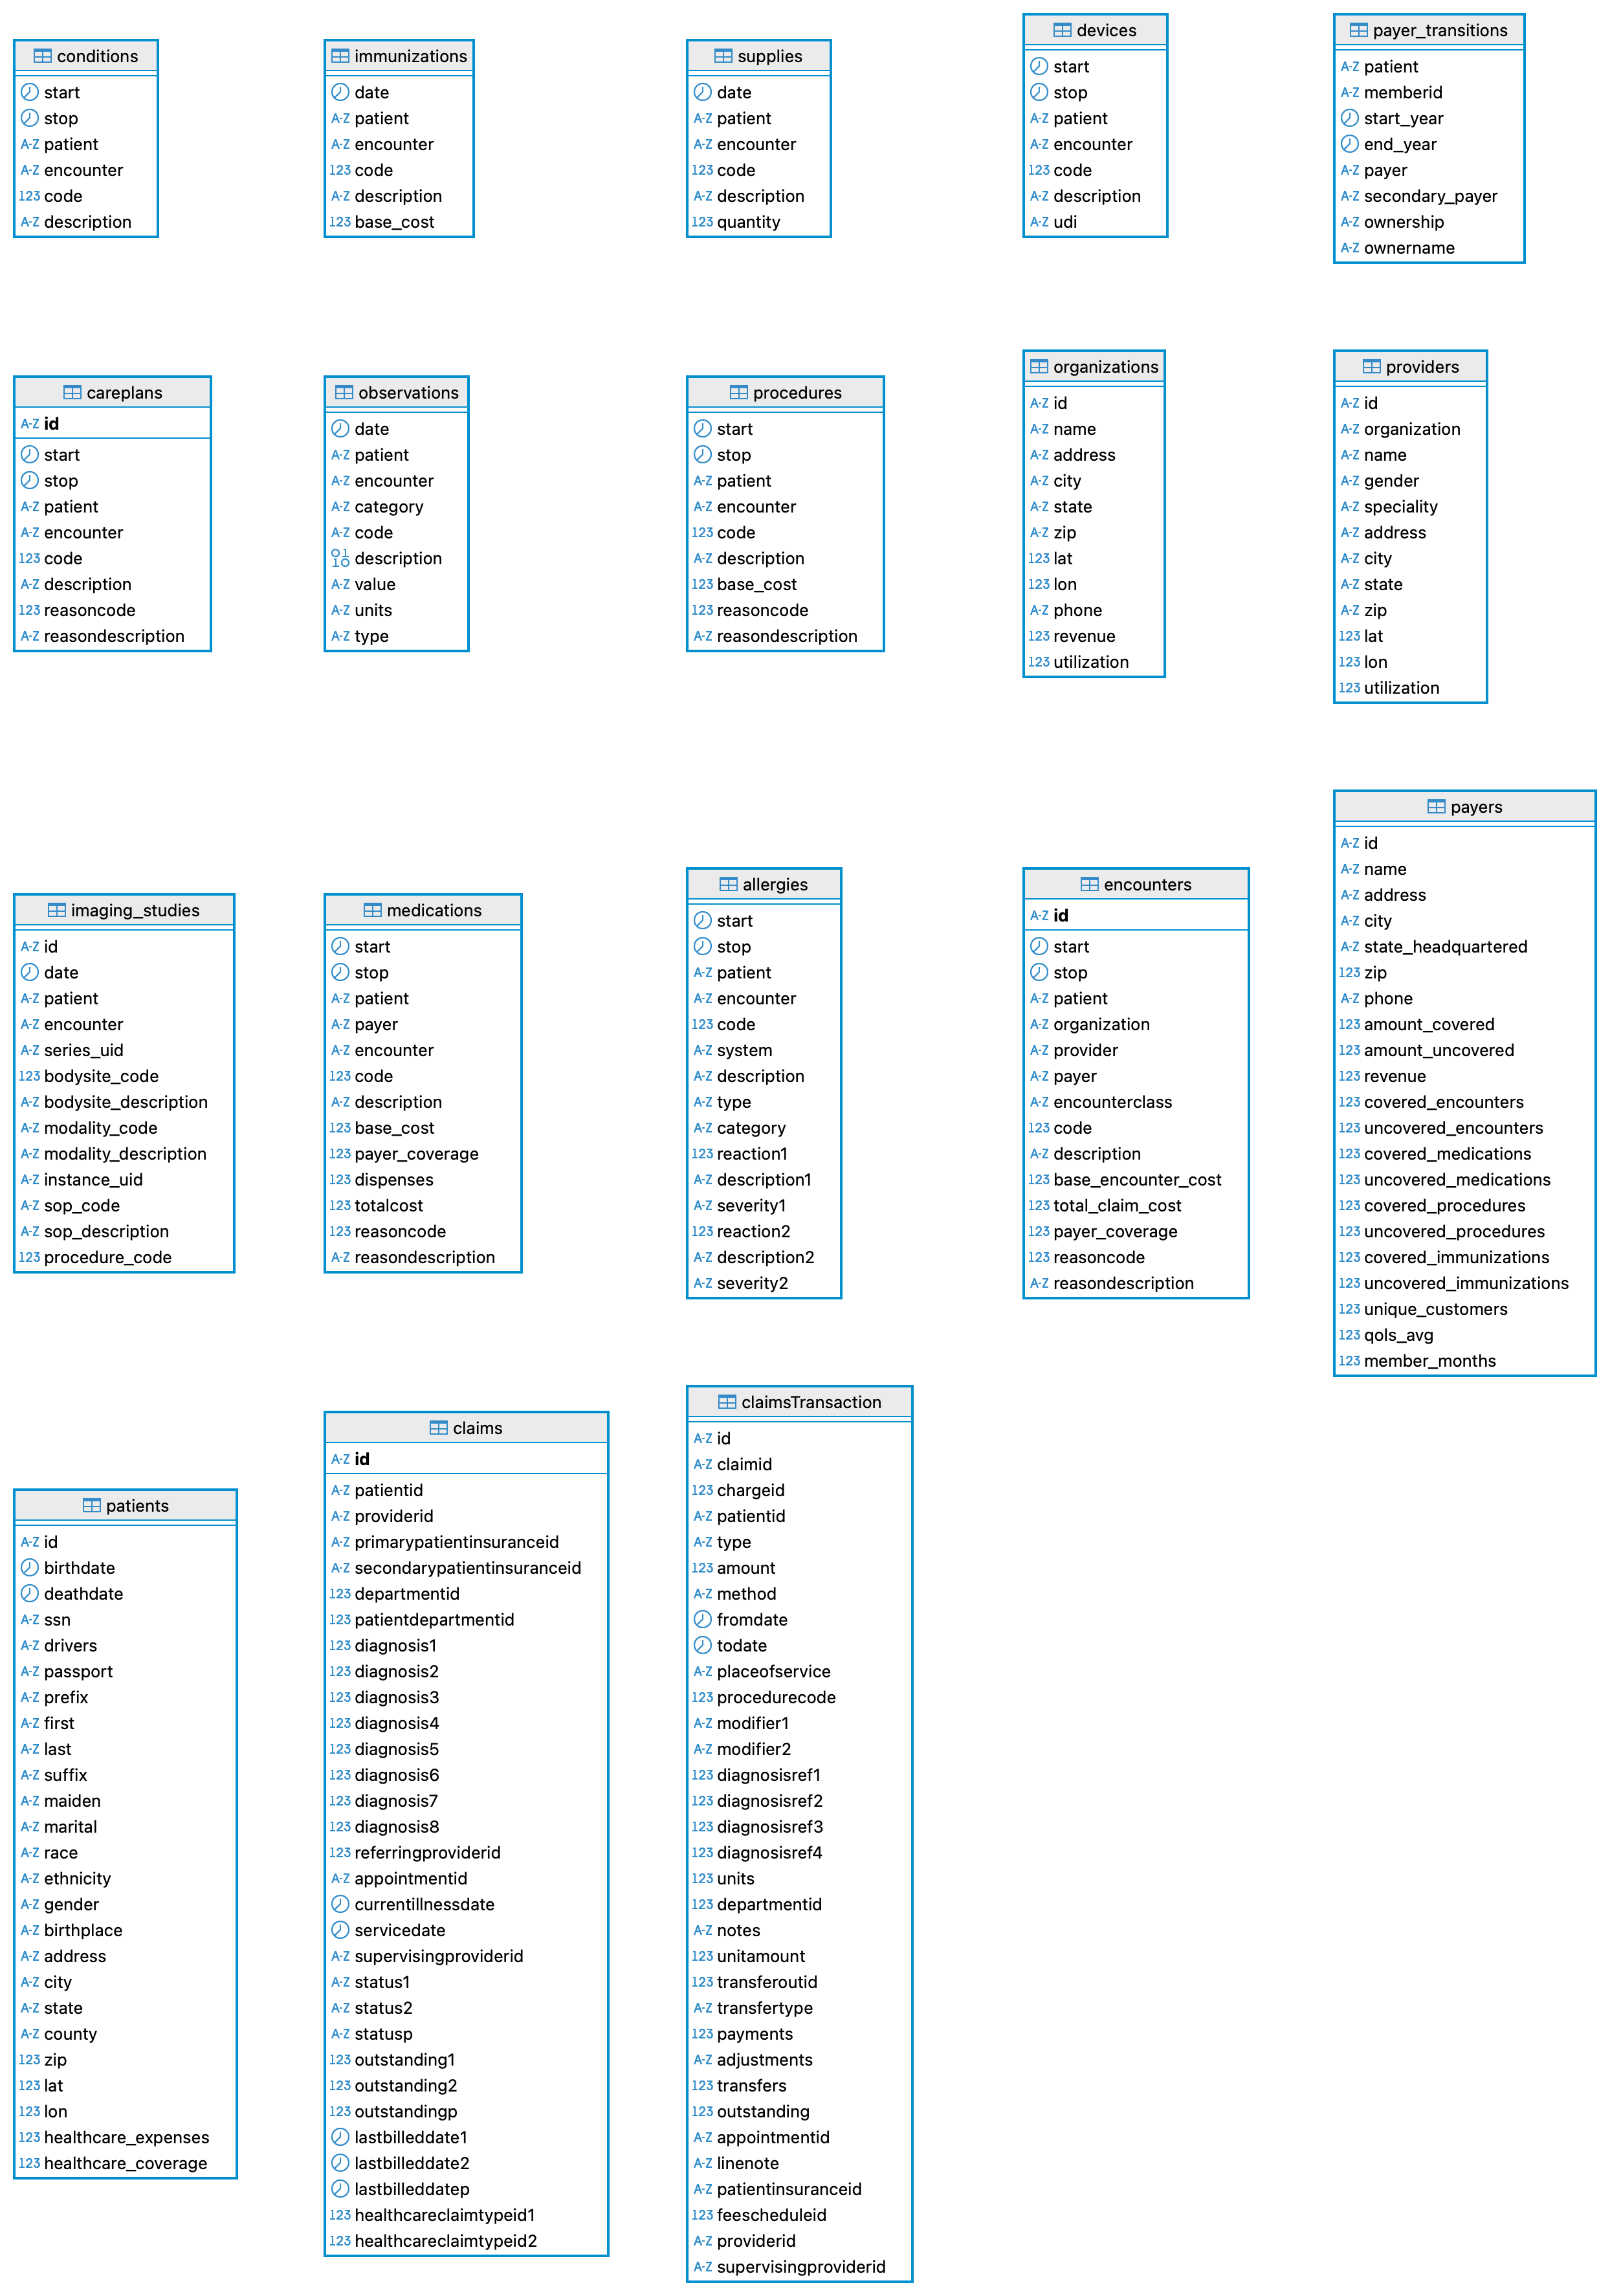 conditions
start
stop
A-Z patient
A-Z encounter
123 code
A-Z description
immunizations
date
A-Z patient
A-Z encounter
123 code
A-Z description
123 base_cost
supplies
date
A-Z patient
A-Z encounter
123 code
A-Z description
123 quantity
devices
start
stop
A-Z patient
A-Z encounter
123 code
A-Z description
A-Z udi
payer_transitions
A-Z patient
A-Z memberid
start_year
end_year
A-Z payer
A-Z secondary_payer
A-Z ownership
A-Z ownername
careplans
A-Z id
start
stop
A-Z patient
A-Z encounter
123 code
A-Z description
123 reasoncode
A-Z reasondescription
observations
date
A-Z patient
A-Z encounter
A-Z category
A-Z code
01 10 description
A-Z value
A-Z units
A-Z type
procedures
start
stop
A-Z patient
A-Z encounter
123 code
A-Z description
123 base_cost
123 reasoncode
A-Z reasondescription
organizations
A-Z id
A-Z name
A-Z address
A-Z city
A-Z state
A-Z zip
123 lat
123 lon
A-Z phone
123 revenue
123 utilization
providers
A-Z id
A-Z organization
A-Z name
A-Z gender
A-Z speciality
A-Z address
A-Z city
A-Z state
A-Z zip
123 lat
123 lon
123 utilization
imaging_studies
A-Z id
date
A-Z patient
A-Z encounter
A-Z series_uid
123 bodysite_code
A-Z bodysite_description
A-Z modality_code
A-Z modality_description
A-Z instance_uid
A-Z sop_code
A-Z sop_description
123 procedure_code
medications
start
stop
A-Z patient
A-Z payer
A-Z encounter
123 code
A-Z description
123 base_cost
123 payer_coverage
123 dispenses
123 totalcost
123 reasoncode
A-Z reasondescription
allergies
start
stop
A-Z patient
A-Z encounter
123 code
A-Z system
A-Z description
A-Z type
A-Z category
123 reaction1
A-Z description1
A-Z severity1
123 reaction2
A-Z description2
A-Z severity2
encounters
A-Z id
start
stop
A-Z patient
A-Z organization
A-Z provider
A-Z payer
A-Z encounterclass
123 code
A-Z description
123 base_encounter_cost
123 total_claim_cost
123 payer_coverage
123 reasoncode
A-Z reasondescription
payers
A-Z id
A-Z name
A-Z address
A-Z city
A-Z state_headquartered
123 zip
A-Z phone
123 amount_covered
123 amount_uncovered
123 revenue
123 covered_encounters
123 uncovered_encounters
123 covered_medications
123 uncovered_medications
123 covered_procedures
123 uncovered_procedures
123 covered_immunizations
123 uncovered_immunizations
123 unique_customers
123 qols_avg
123 member_months
patients
A-Z id
birthdate
deathdate
A-Z ssn
A-Z drivers
A-Z passport
A-Z prefix
A-Z first
A-Z last
A-Z suffix
A-Z maiden
A-Z marital
A-Z race
A-Z ethnicity
A-Z gender
A-Z birthplace
A-Z address
A-Z city
A-Z state
A-Z county
123 zip
123 lat
123 lon
123 healthcare_expenses
123 healthcare_coverage
claims
A-Z id
A-Z patientid
A-Z providerid
A-Z primarypatientinsuranceid
A-Z secondarypatientinsuranceid
123 departmentid
123 patientdepartmentid
123 diagnosis1
123 diagnosis2
123 diagnosis3
123 diagnosis4
123 diagnosis5
123 diagnosis6
123 diagnosis7
123 diagnosis8
123 referringproviderid
A-Z appointmentid
currentillnessdate
servicedate
A-Z supervisingproviderid
A-Z status1
A-Z status2
A-Z statusp
123 outstanding1
123 outstanding2
123 outstandingp
lastbilleddate1
lastbilleddate2
lastbilleddatep
123 healthcareclaimtypeid1
123 healthcareclaimtypeid2
claimsTransaction
A-Z id
A-Z claimid
123 chargeid
A-Z patientid
A-Z type
123 amount
A-Z method
fromdate
todate
A-Z placeofservice
123 procedurecode
A-Z modifier1
A-Z modifier2
123 diagnosisref1
123 diagnosisref2
123 diagnosisref3
123 diagnosisref4
123 units
123 departmentid
A-Z notes
123 unitamount
123 transferoutid
A-Z transfertype
123 payments
A-Z adjustments
123 transfers
123 outstanding
A-Z appointmentid
A-Z linenote
A-Z patientinsuranceid
123 feescheduleid
A-Z providerid
A-Z supervisingproviderid